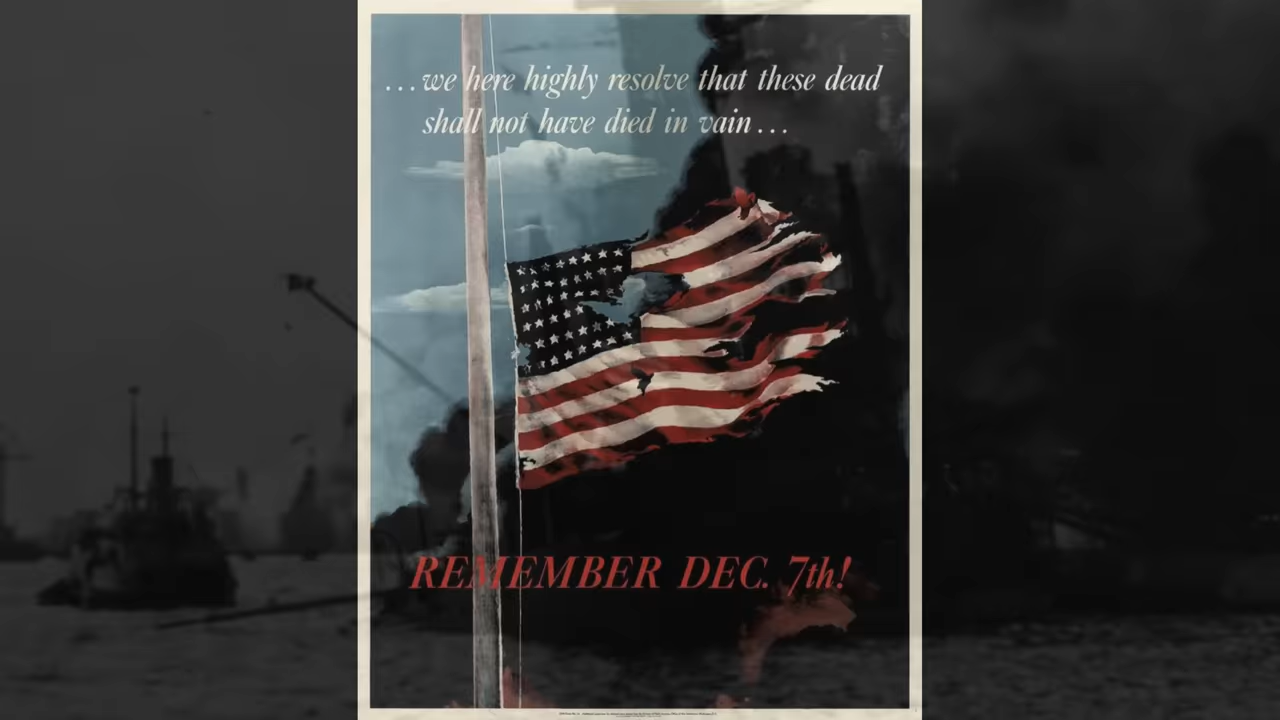 ...we here highly resolve that these dead
shall not have died in vain...
REMEMBER DEC. 7th!